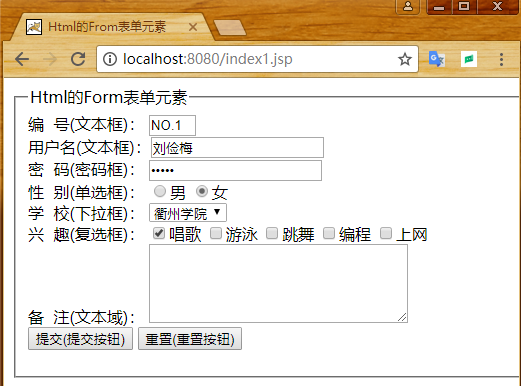 Html的From表单元素
localhost:8080/index1.jsp
Html的Form表单元素
编 号(文本框)： NO.1
用户名(文本框)： 刘俭梅
密 码(密码框)： •••••
性 别(单选框)： 男 女
学 校(下拉框)： 衢州学院
兴 趣(复选框)： 唱歌 游泳 跳舞 编程 上网
备 注(文本域)：
提交(提交按钮) 重置(重置按钮)